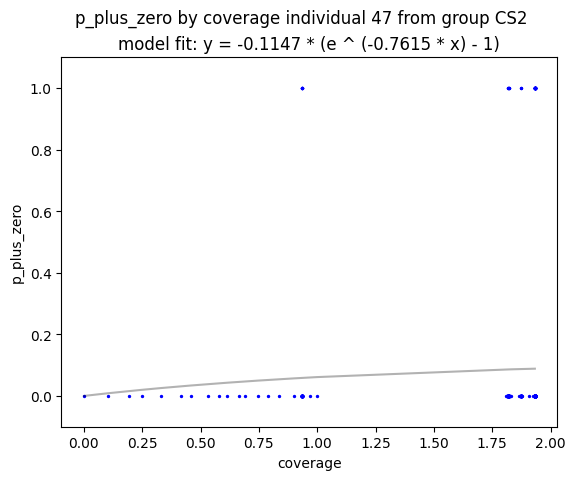 p_plus_zero by coverage individual 47 from group CS2
model fit: y = -0.1147 * (e ^ (-0.7615 * x) - 1)
1.0
0.8
0.6
0.4
0.2
0.0
p_plus_zero
0.00 0.25 0.50 0.75 1.00 1.25 1.50 1.75 2.00
coverage